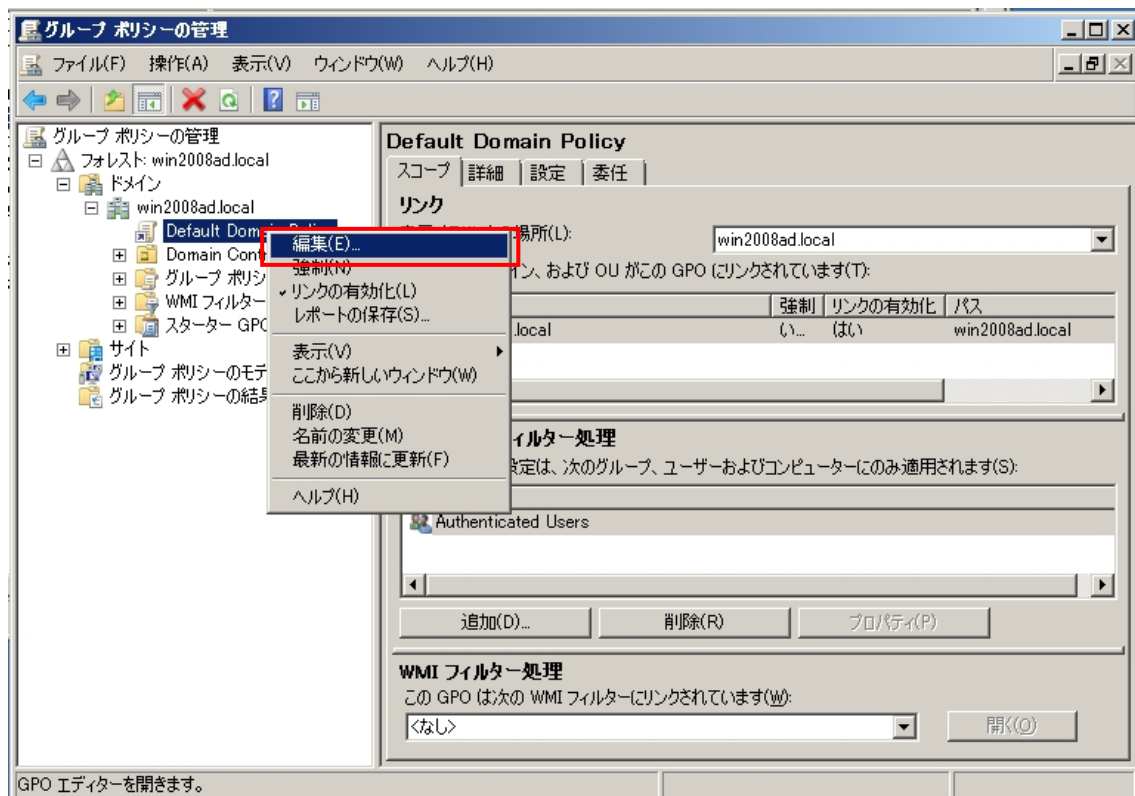 グループ ポリシーの管理
ファイル(F) 操作(A) 表示(V) ウィンドウ(W) ヘルプ(H)
グループ ポリシーの管理
フォレスト: win2008ad.local
ドメイン
win2008ad.local
Default Domain
Domain Cont
グループ ポリシ
WMI フィルター
スターター GPO
サイト
グループ ポリシーのモデ
グループ ポリシーの結果
編集(E)...
強制(N)
リンクの有効化(L)
レポートの保存(S)...
表示(V)
ここから新しいウィンドウ(W)
削除(D)
名前の変更(M)
最新の情報に更新(F)
ヘルプ(H)
Default Domain Policy
スコープ 詳細 設定 委任
リンク
場所(L): win2008ad.local
イン、および OU がこの GPO にリンクされています(T):
強制 リンクの有効化 パス
.local い... はい win2008ad.local
ィルター処理
設定は、次のグループ、ユーザーおよびコンピューターにのみ適用されます(S):
Authenticated Users
追加(D)... 削除(R) プロパティ(P)
WMI フィルター処理
この GPO は次の WMI フィルターにリンクされています(W):
<なし> 開く(O)
GPO エディターを開きます。